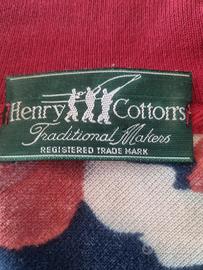 Henry Cotton's
Traditional Makers
REGISTERED TRADE MARK